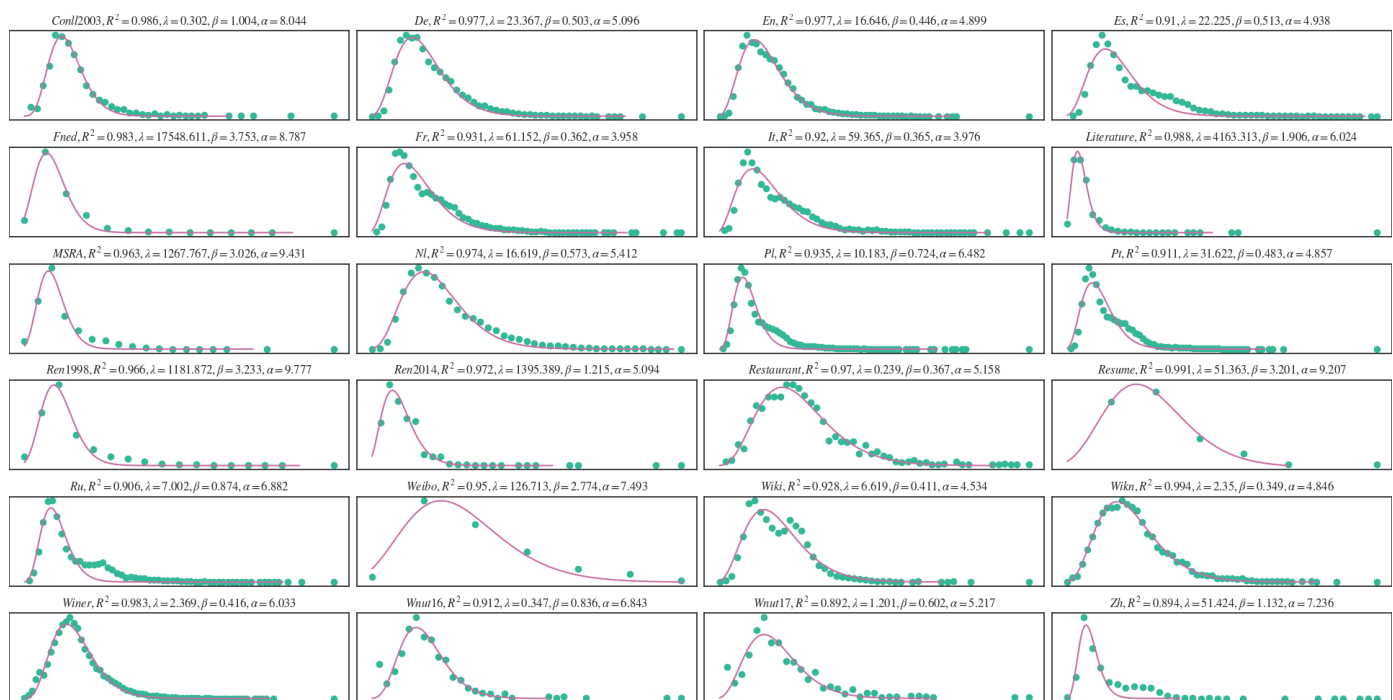 Conll2003, R² = 0.986, λ = 0.302, β = 1.004, α = 8.044
De, R² = 0.977, λ = 23.367, β = 0.503, α = 5.096
En, R² = 0.977, λ = 16.646, β = 0.446, α = 4.899
Es, R² = 0.91, λ = 22.225, β = 0.513, α = 4.938
Fned, R² = 0.983, λ = 17548.611, β = 3.753, α = 8.787
Fr, R² = 0.931, λ = 61.152, β = 0.362, α = 3.958
It, R² = 0.92, λ = 59.365, β = 0.365, α = 3.976
Literature, R² = 0.988, λ = 4163.313, β = 1.906, α = 6.024
MSRA, R² = 0.963, λ = 1267.767, β = 3.026, α = 9.431
Nl, R² = 0.974, λ = 16.619, β = 0.573, α = 5.412
Pl, R² = 0.935, λ = 10.183, β = 0.724, α = 6.482
Pt, R² = 0.911, λ = 31.622, β = 0.483, α = 4.857
Ren1998, R² = 0.966, λ = 1181.872, β = 3.233, α = 9.777
Ren2014, R² = 0.972, λ = 1395.389, β = 1.215, α = 5.094
Restaurant, R² = 0.97, λ = 0.239, β = 0.367, α = 5.158
Resume, R² = 0.991, λ = 51.363, β = 3.201, α = 9.207
Ru, R² = 0.906, λ = 7.002, β = 0.874, α = 6.882
Weibo, R² = 0.95, λ = 126.713, β = 2.774, α = 7.493
Wiki, R² = 0.928, λ = 6.619, β = 0.411, α = 4.534
Wikn, R² = 0.994, λ = 2.35, β = 0.349, α = 4.846
Winer, R² = 0.983, λ = 2.369, β = 0.416, α = 6.033
Wnut16, R² = 0.912, λ = 0.347, β = 0.836, α = 6.843
Wnut17, R² = 0.892, λ = 1.201, β = 0.602, α = 5.217
Zh, R² = 0.894, λ = 51.424, β = 1.132, α = 7.236